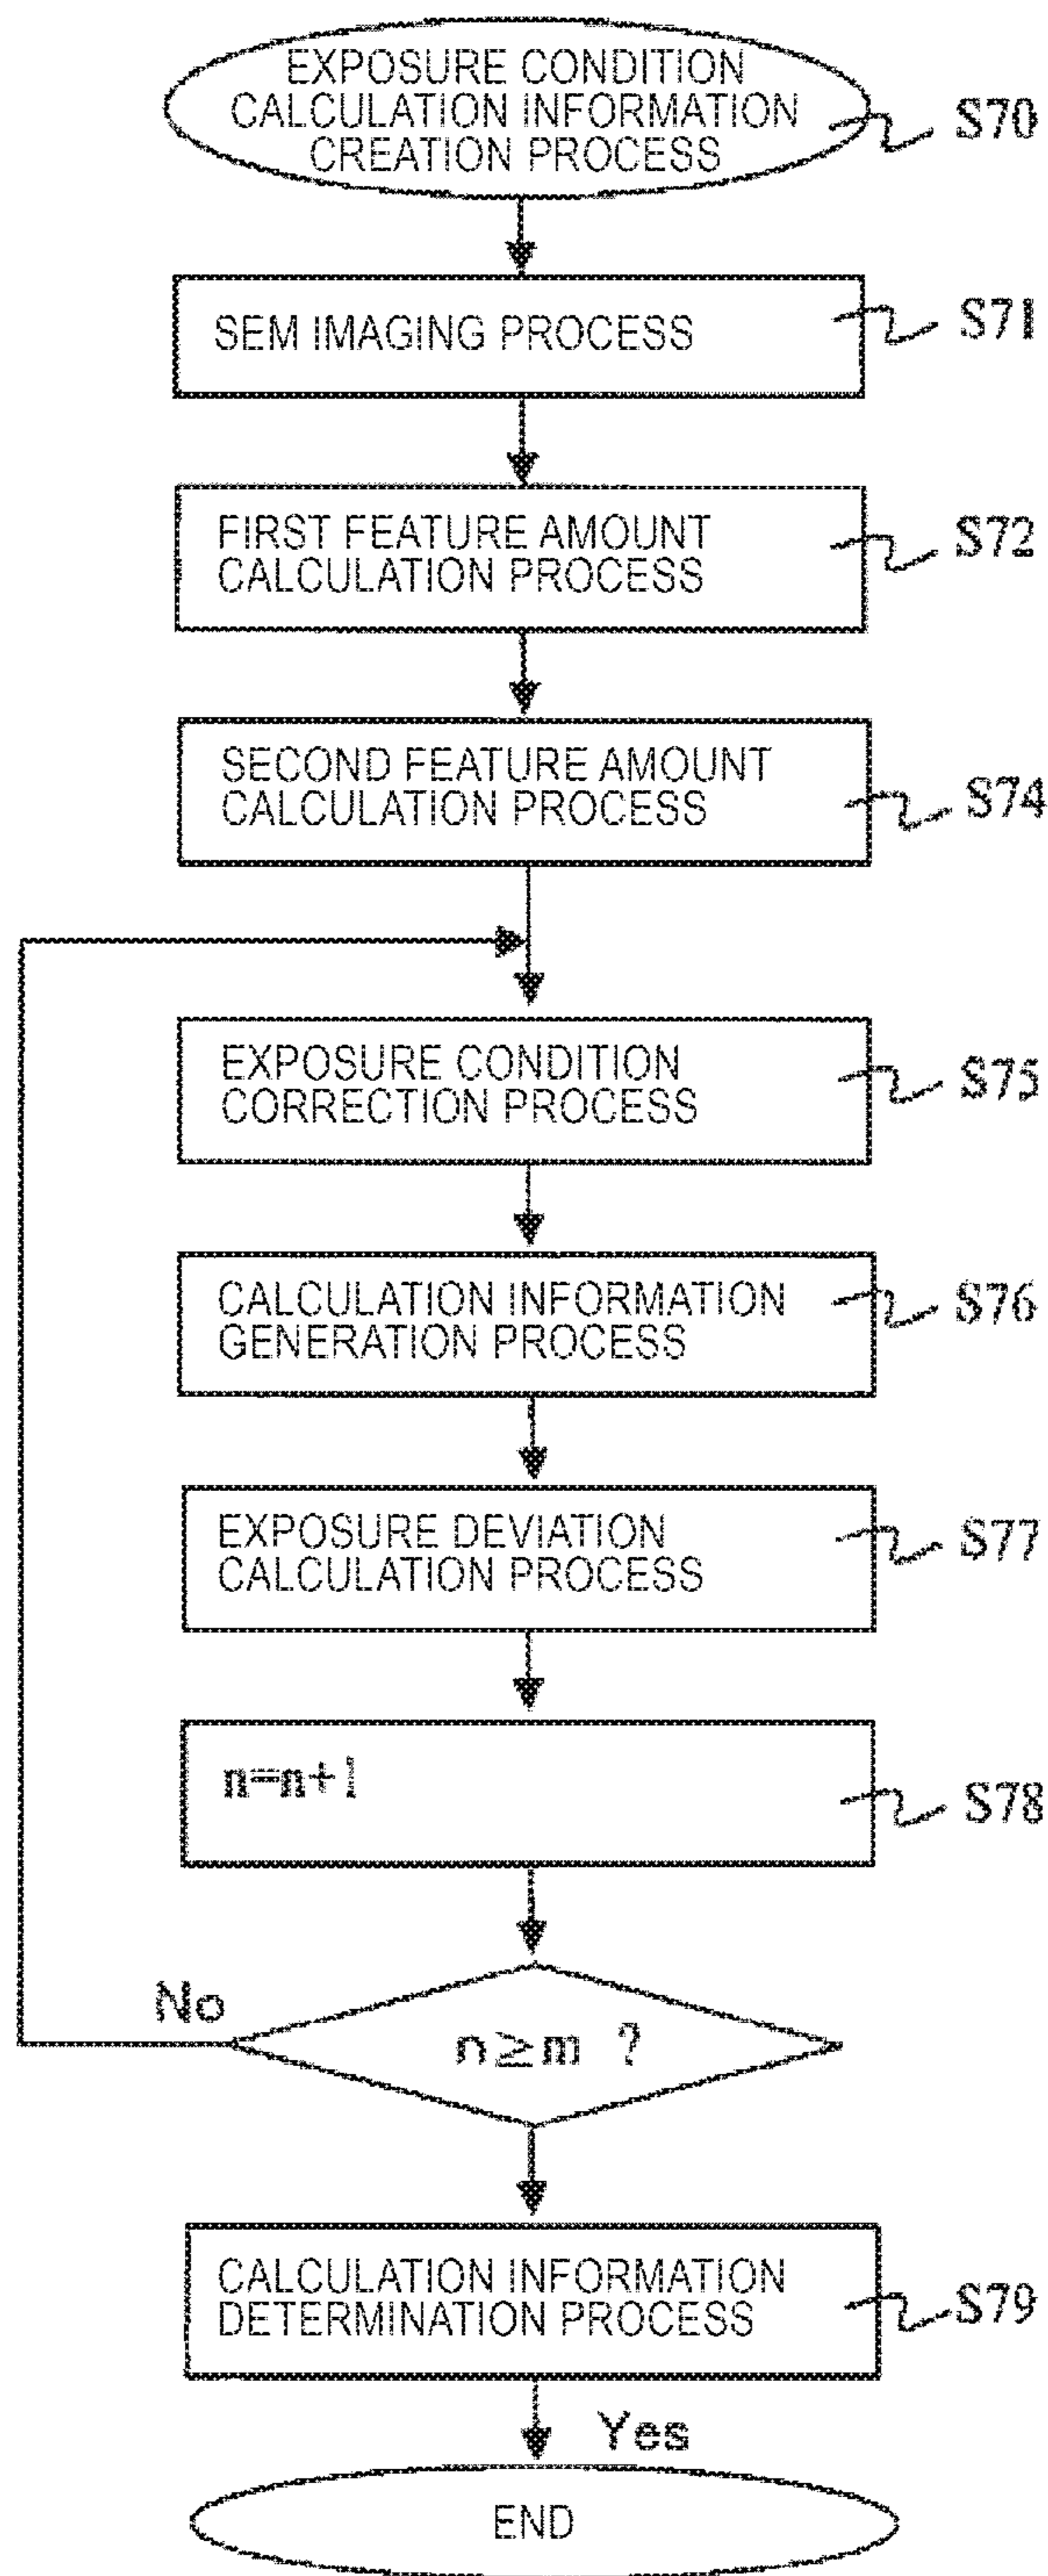 EXPOSURE CONDITION
CALCULATION INFORMATION
CREATION PROCESS
S70
SEM IMAGING PROCESS
S71
FIRST FEATURE AMOUNT
CALCULATION PROCESS
S72
SECOND FEATURE AMOUNT
CALCULATION PROCESS
S74
EXPOSURE CONDITION
CORRECTION PROCESS
S75
CALCULATION INFORMATION
GENERATION PROCESS
S76
EXPOSURE DEVIATION
CALCULATION PROCESS
S77
n=n+1
S78
No
n≥m ?
CALCULATION INFORMATION
DETERMINATION PROCESS
S79
Yes
END